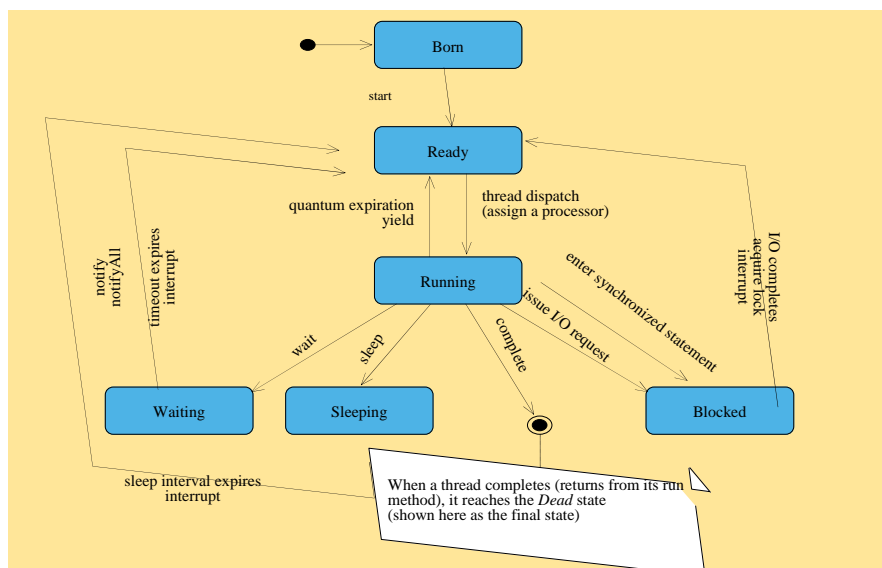 Born
start
Ready
quantum expiration
yield
thread dispatch
(assign a processor)
Running
notify
notifyAll
timeout expires
interrupt
wait
sleep
complete
issue I/O request
enter synchronized statement
I/O completes
acquire lock
interrupt
Waiting
Sleeping
Blocked
sleep interval expires
interrupt
When a thread completes (returns from its run
method), it reaches the Dead state
(shown here as the final state)